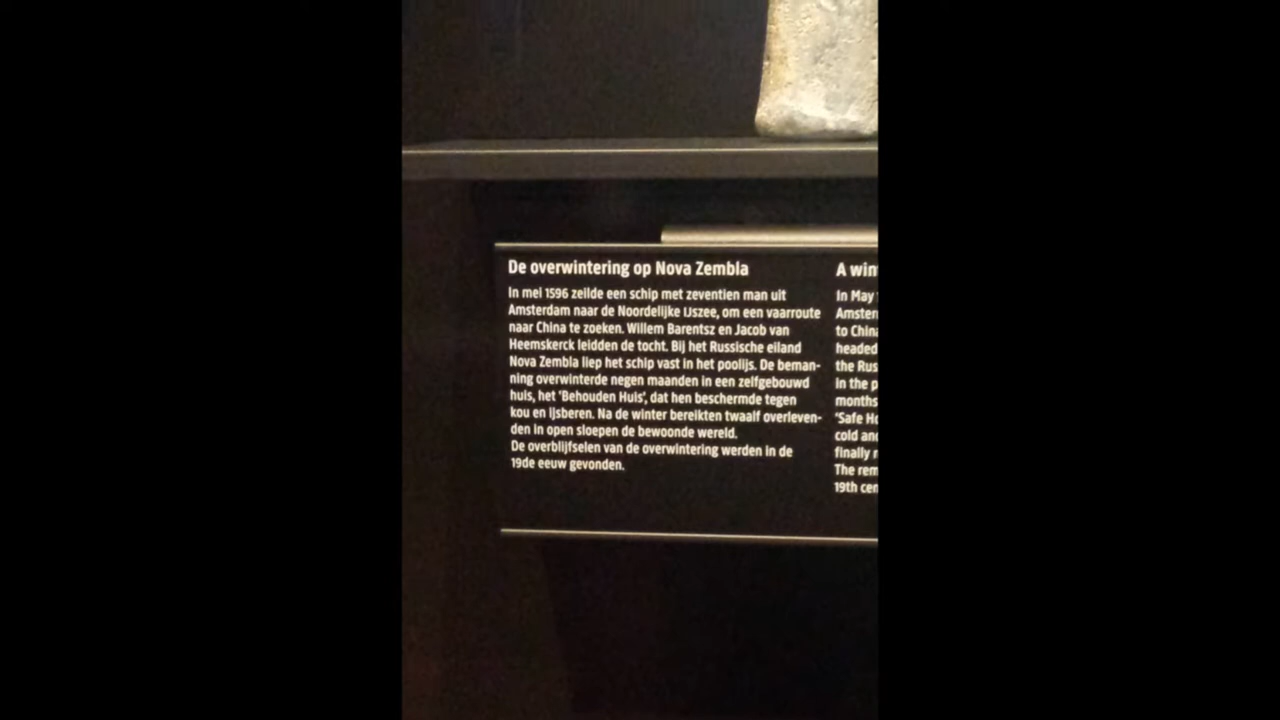 De overwintering op Nova Zembla
In mei 1596 zeilde een schip met zeventien man uit
Amsterdam naar de Noordelijke IJszee, om een vaarroute
naar China te zoeken. Willem Barentsz en Jacob van
Heemskerck leidden de tocht. Bij het Russische eiland
Nova Zembla liep het schip vast in het poolijs. De beman-
ning overwinterde negen maanden in een zelfgebouwd
huis, het 'Behouden Huis', dat hen beschermde tegen
kou en ijsberen. Na de winter bereikten twaalf overleven-
den in open sloepen de bewoonde wereld.
De overblijfselen van de overwintering werden in de
19de eeuw gevonden.
A win
In May
Amster
to China
headed
the Rus
In the p
months
'Safe Ho
cold and
finally r
The rem
19th cen